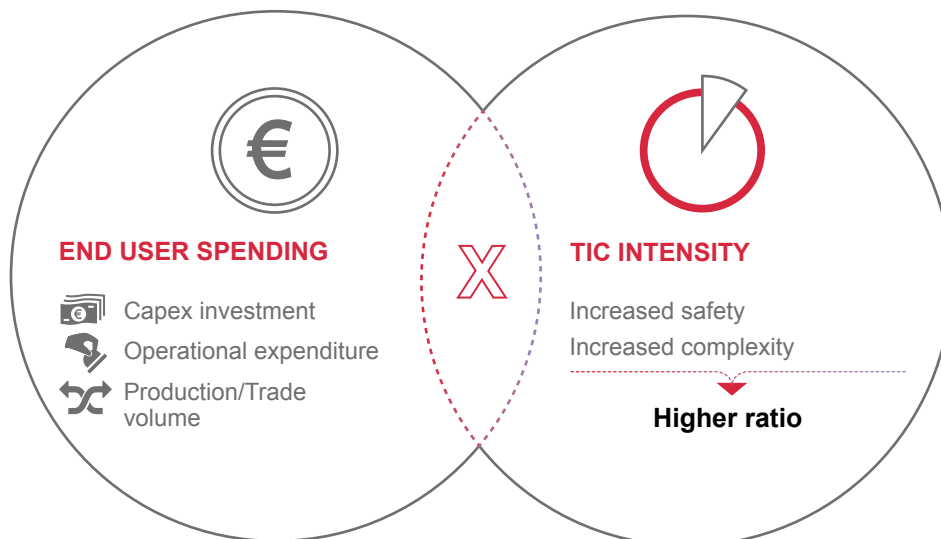 €
END USER SPENDING
€
Capex investment
Operational expenditure
Production/Trade
volume
X
TIC INTENSITY
Increased safety
Increased complexity
Higher ratio